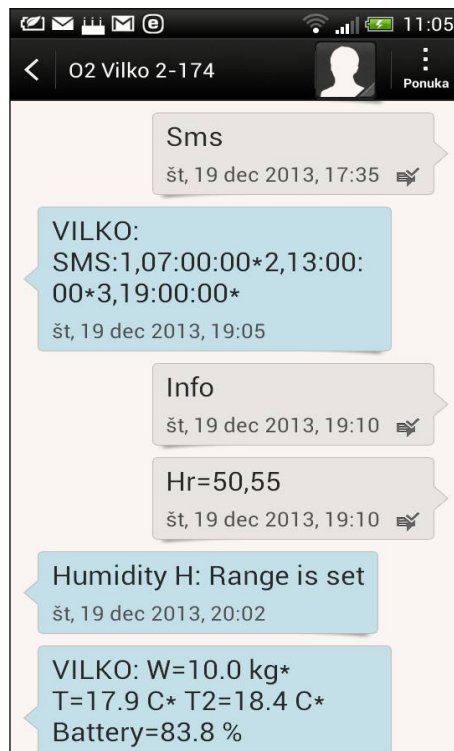 11:05
O2 Vilko 2-174
Ponuka
Sms
št, 19 dec 2013, 17:35
VILKO:
SMS:1,07:00:00*2,13:00:
00*3,19:00:00*
št, 19 dec 2013, 19:05
Info
št, 19 dec 2013, 19:10
Hr=50,55
št, 19 dec 2013, 19:10
Humidity H: Range is set
št, 19 dec 2013, 20:02
VILKO: W=10.0 kg*
T=17.9 C* T2=18.4 C*
Battery=83.8 %